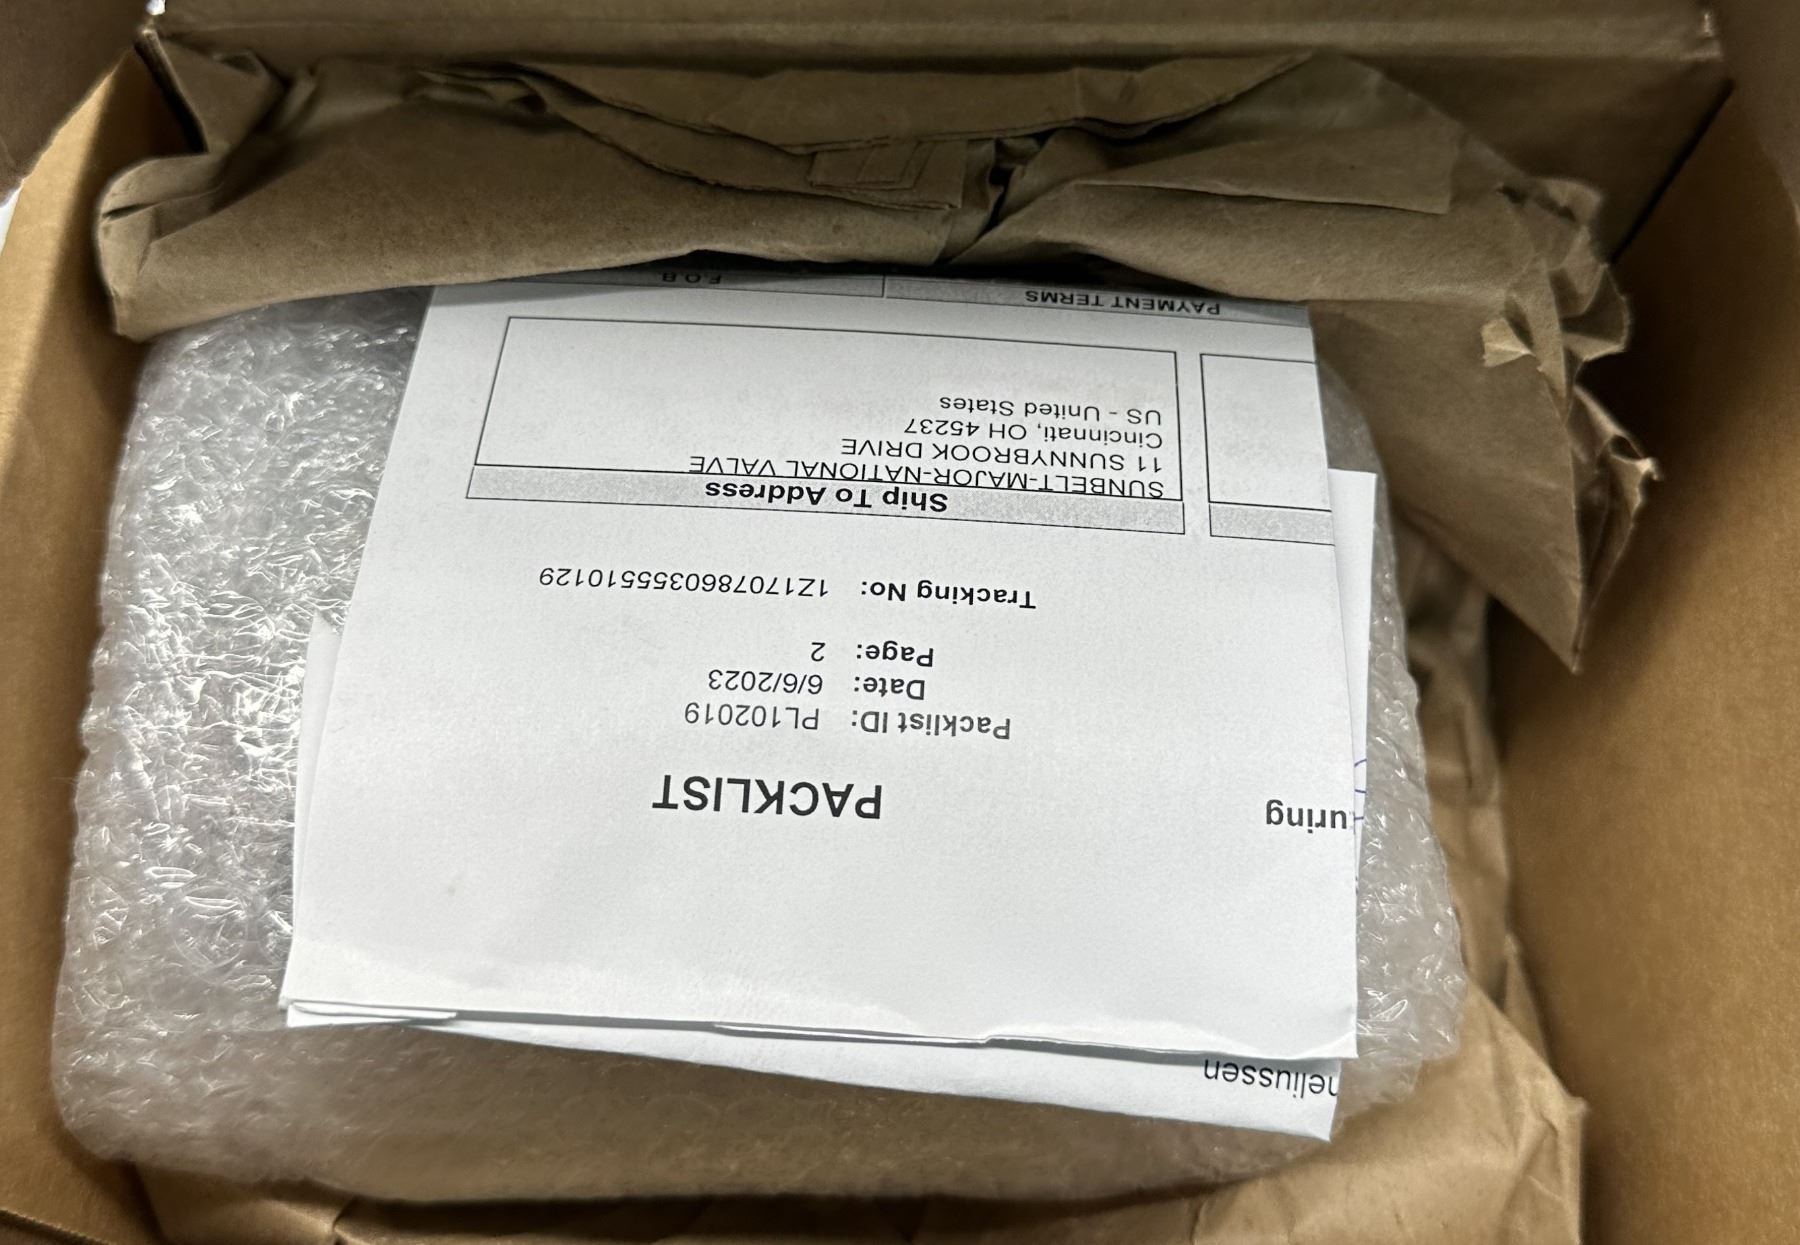 neliussen
uring
PACKLIST
Packlist ID: PL102019
Date: 6/6/2023
Page: 2
Tracking No: 1Z1707860355510129
Ship To Address
SUNBELT-MAJOR-NATIONAL VALVE
11 SUNNYBROOK DRIVE
Cincinnati, OH 45237
US - United States
PAYMENT TERMS
F.O.B